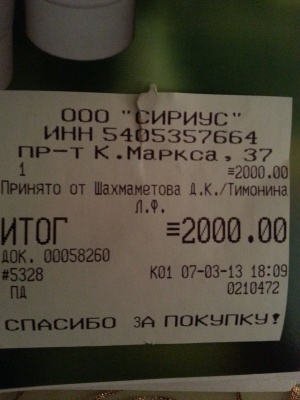 ООО "СИРИУС"
ИНН 5405357664
ПР-Т К.Маркса, 37
1 ≡2000.00
Принято от Шахмаметова Д.К./Тимонина
Л.Ф.
ИТОГ ≡2000.00
ДОК. 00058260
#5328 К01 07-03-13 18:09
ПД 0210472
СПАСИБО ЗА ПОКУПКУ!